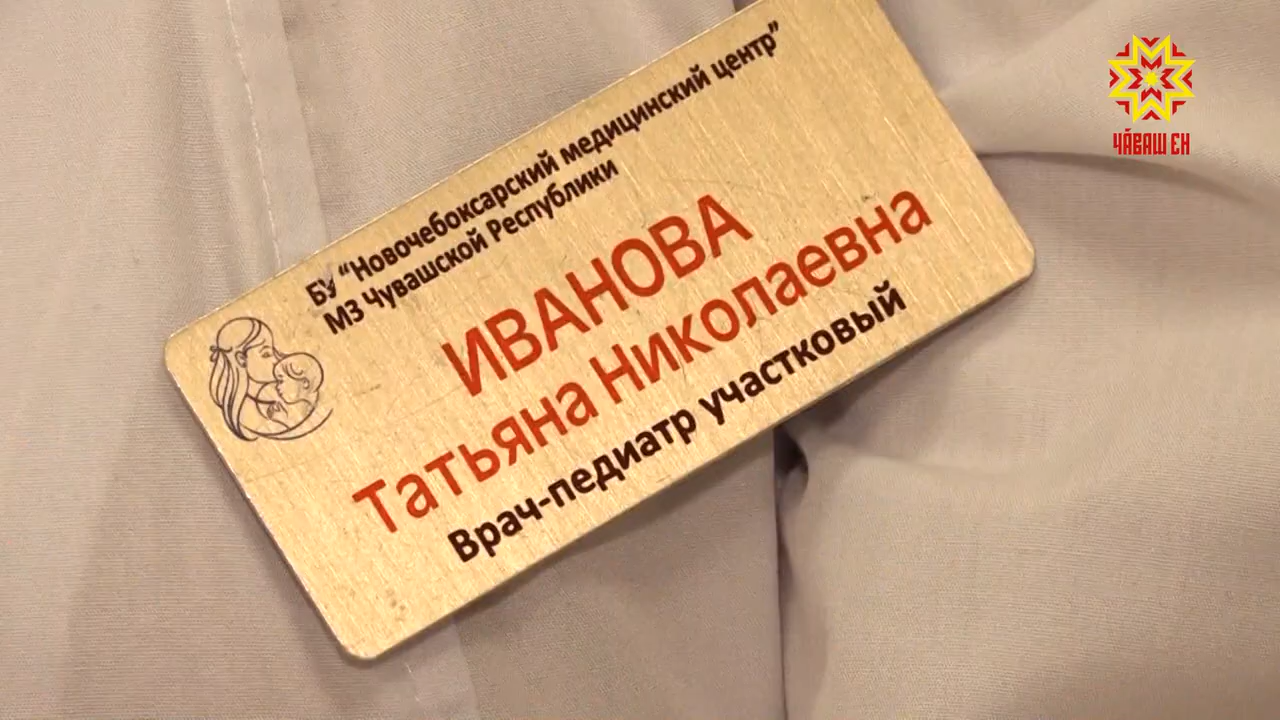 БУ “Новочебоксарский медицинский центр”
МЗ Чувашской Республики
ИВАНОВА
Татьяна Николаевна
Врач-педиатр участковый
ЧӐВАШ ЕН